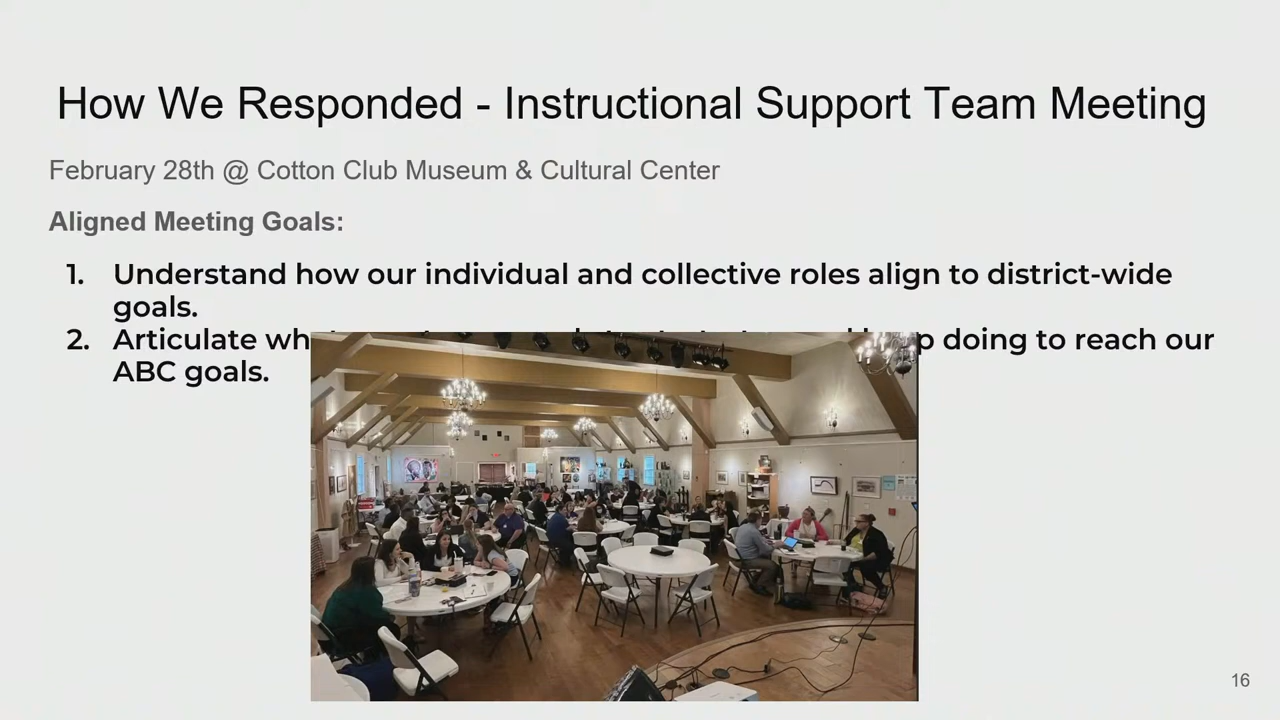 How We Responded - Instructional Support Team Meeting
February 28th @ Cotton Club Museum & Cultural Center
Aligned Meeting Goals:
1. Understand how our individual and collective roles align to district-wide
goals.
2. Articulate doing to reach our
ABC goals.
16